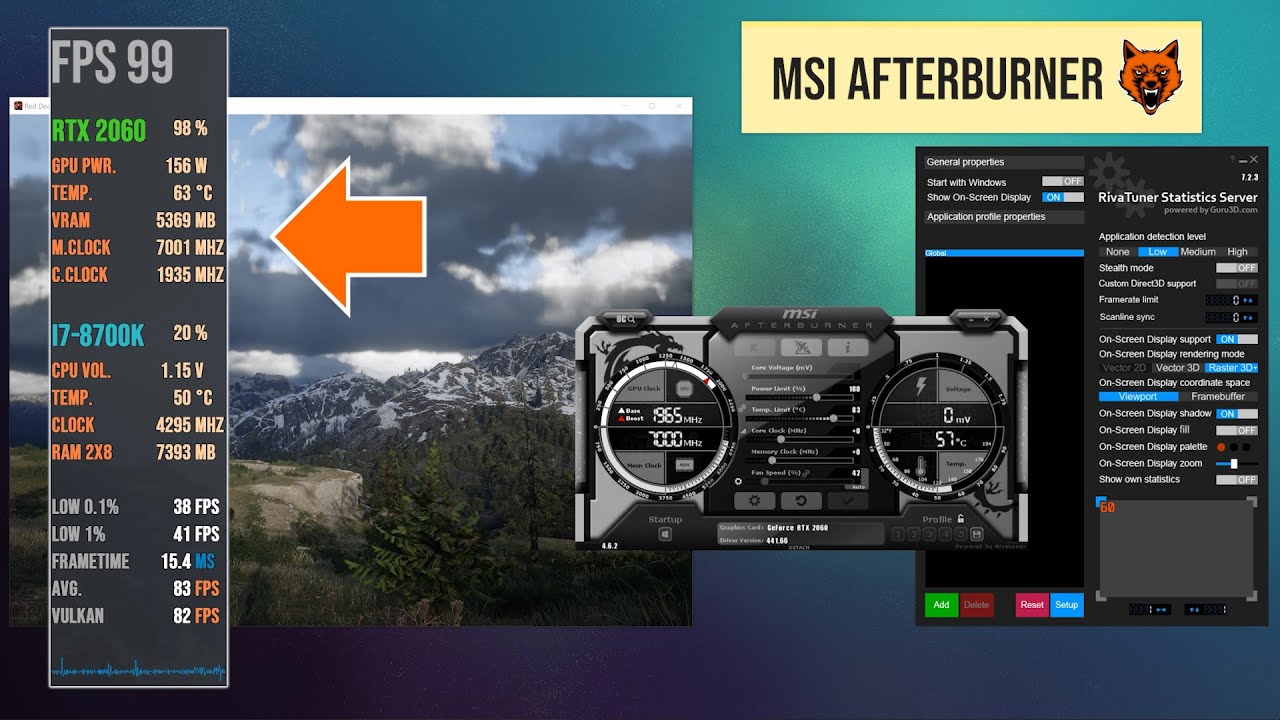 FPS 99
RTX 2060 98 %
GPU PWR. 156 W
TEMP. 63 °C
VRAM 5369 MB
M.CLOCK 7001 MHZ
C.CLOCK 1935 MHZ
I7-8700K 20 %
CPU VOL. 1.15 V
TEMP. 50 °C
CLOCK 4295 MHZ
RAM 2X8 7393 MB
LOW 0.1% 38 FPS
LOW 1% 41 FPS
FRAMETIME 15.4 MS
AVG. 83 FPS
VULKAN 82 FPS
Red Dea
MSI AFTERBURNER
msi
AFTERBURNER
OC
K
i
GPU Clock
GPU
Base
Boost
1965 MHz
7000 MHz
Mem Clock
MEM
Core Voltage (mV)
Power Limit (%) 100
Temp. Limit (°C) 83
Core Clock (MHz) +0
Memory Clock (MHz) +0
Fan Speed (%) 42
Auto
Voltage
0 mV
57 °C
Temp.
Startup
4.6.2
Graphics Card: GeForce RTX 2060
Driver Version: 441.66
DETACH
Profile
1 2 3 4 5
Powered by Rivatuner
General properties
Start with Windows OFF
Show On-Screen Display ON
Application profile properties
Global
Add
Delete
Reset
Setup
?
7.2.3
RivaTuner Statistics Server
powered by Guru3D.com
Application detection level
None Low Medium High
Stealth mode OFF
Custom Direct3D support OFF
Framerate limit 0
Scanline sync 0
On-Screen Display support ON
On-Screen Display rendering mode
Vector 2D Vector 3D Raster 3D
On-Screen Display coordinate space
Viewport Framebuffer
On-Screen Display shadow ON
On-Screen Display fill OFF
On-Screen Display palette
On-Screen Display zoom
Show own statistics OFF
60
1
1